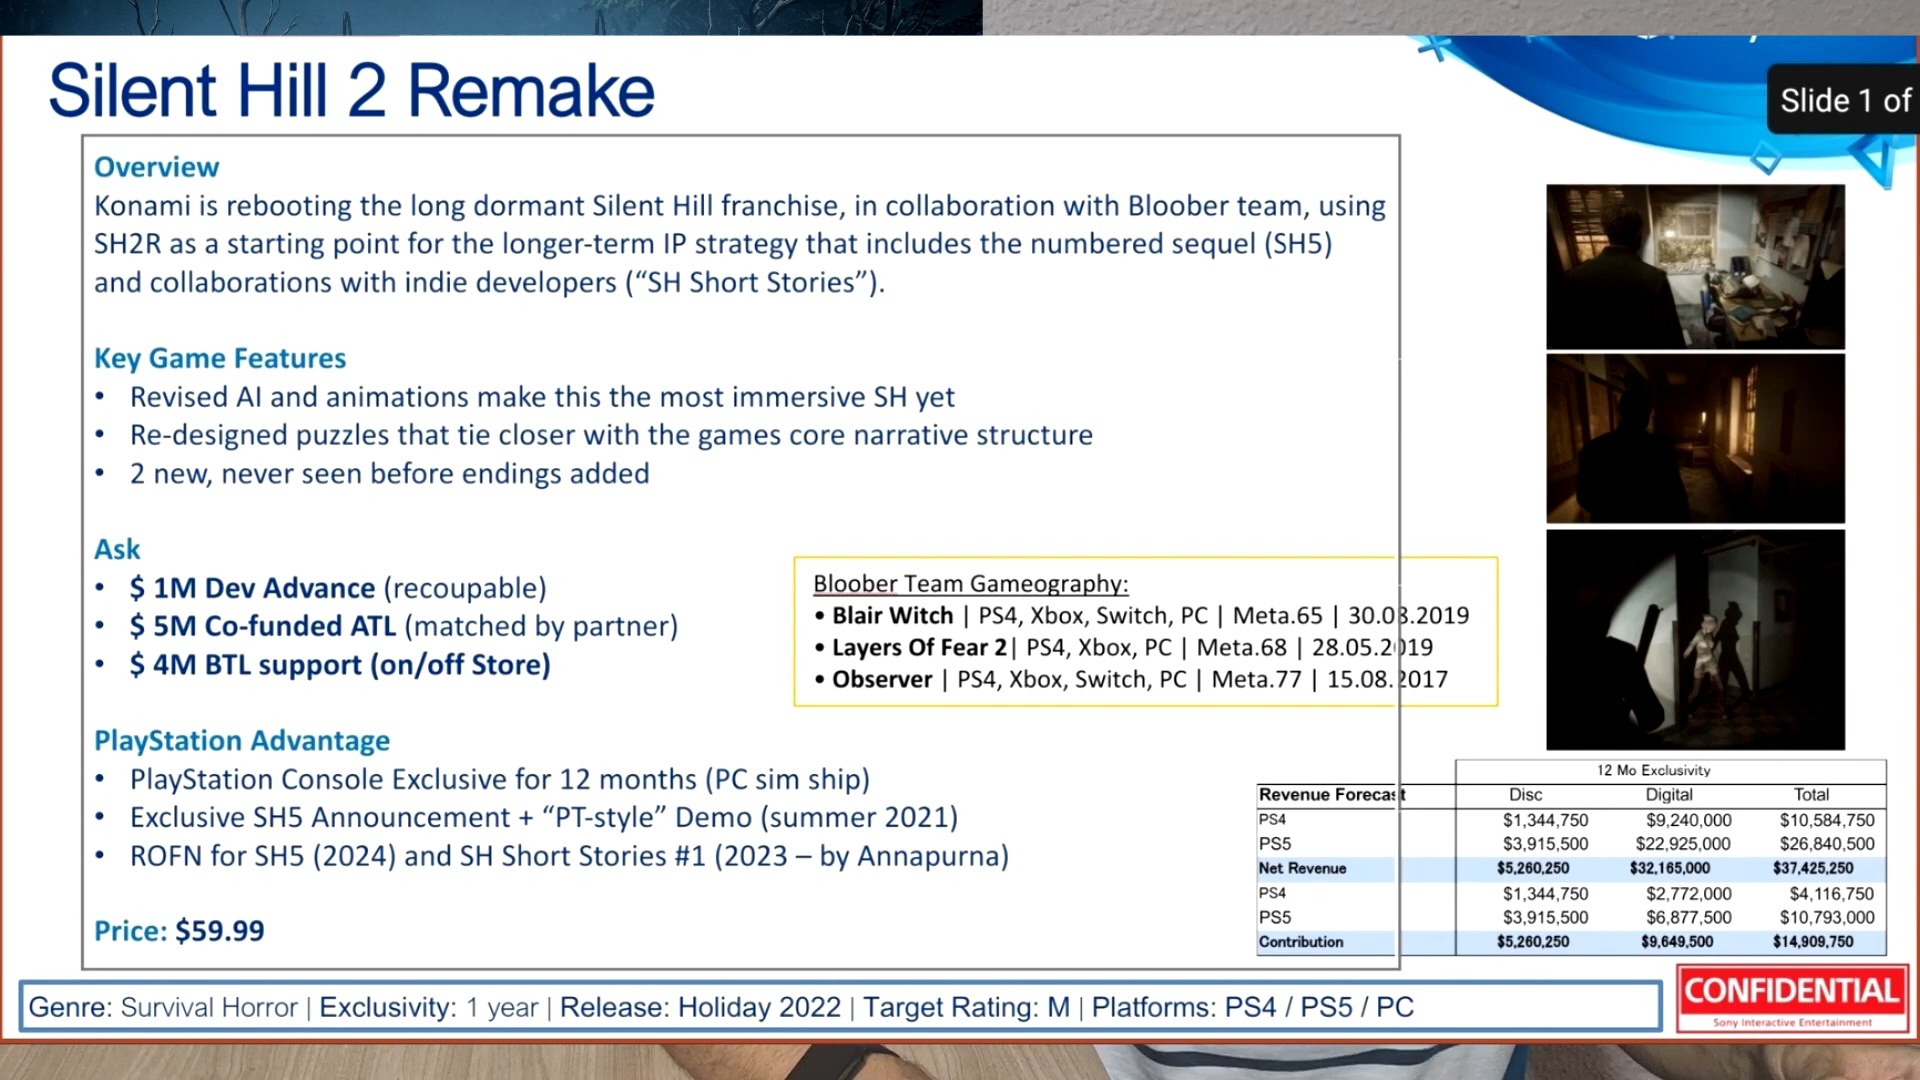 Silent Hill 2 Remake
Slide 1 of
Overview
Konami is rebooting the long dormant Silent Hill franchise, in collaboration with Bloober team, using
SH2R as a starting point for the longer-term IP strategy that includes the numbered sequel (SH5)
and collaborations with indie developers (“SH Short Stories”).
Key Game Features
• Revised AI and animations make this the most immersive SH yet
• Re-designed puzzles that tie closer with the games core narrative structure
• 2 new, never seen before endings added
Ask
• $ 1M Dev Advance (recoupable)
• $ 5M Co-funded ATL (matched by partner)
• $ 4M BTL support (on/off Store)
Bloober Team Gameography:
• Blair Witch | PS4, Xbox, Switch, PC | Meta.65 | 30.08.2019
• Layers Of Fear 2| PS4, Xbox, PC | Meta.68 | 28.05.2019
• Observer | PS4, Xbox, Switch, PC | Meta.77 | 15.08.2017
PlayStation Advantage
• PlayStation Console Exclusive for 12 months (PC sim ship)
• Exclusive SH5 Announcement + “PT-style” Demo (summer 2021)
• ROFN for SH5 (2024) and SH Short Stories #1 (2023 – by Annapurna)
Price: $59.99
12 Mo Exclusivity
Revenue Forecast Disc Digital Total
PS4 $1,344,750 $9,240,000 $10,584,750
PS5 $3,915,500 $22,925,000 $26,840,500
Net Revenue $5,260,250 $32,165,000 $37,425,250
PS4 $1,344,750 $2,772,000 $4,116,750
PS5 $3,915,500 $6,877,500 $10,793,000
Contribution $5,260,250 $9,649,500 $14,909,750
Genre: Survival Horror | Exclusivity: 1 year | Release: Holiday 2022 | Target Rating: M | Platforms: PS4 / PS5 / PC
CONFIDENTIAL
Sony Interactive Entertainment